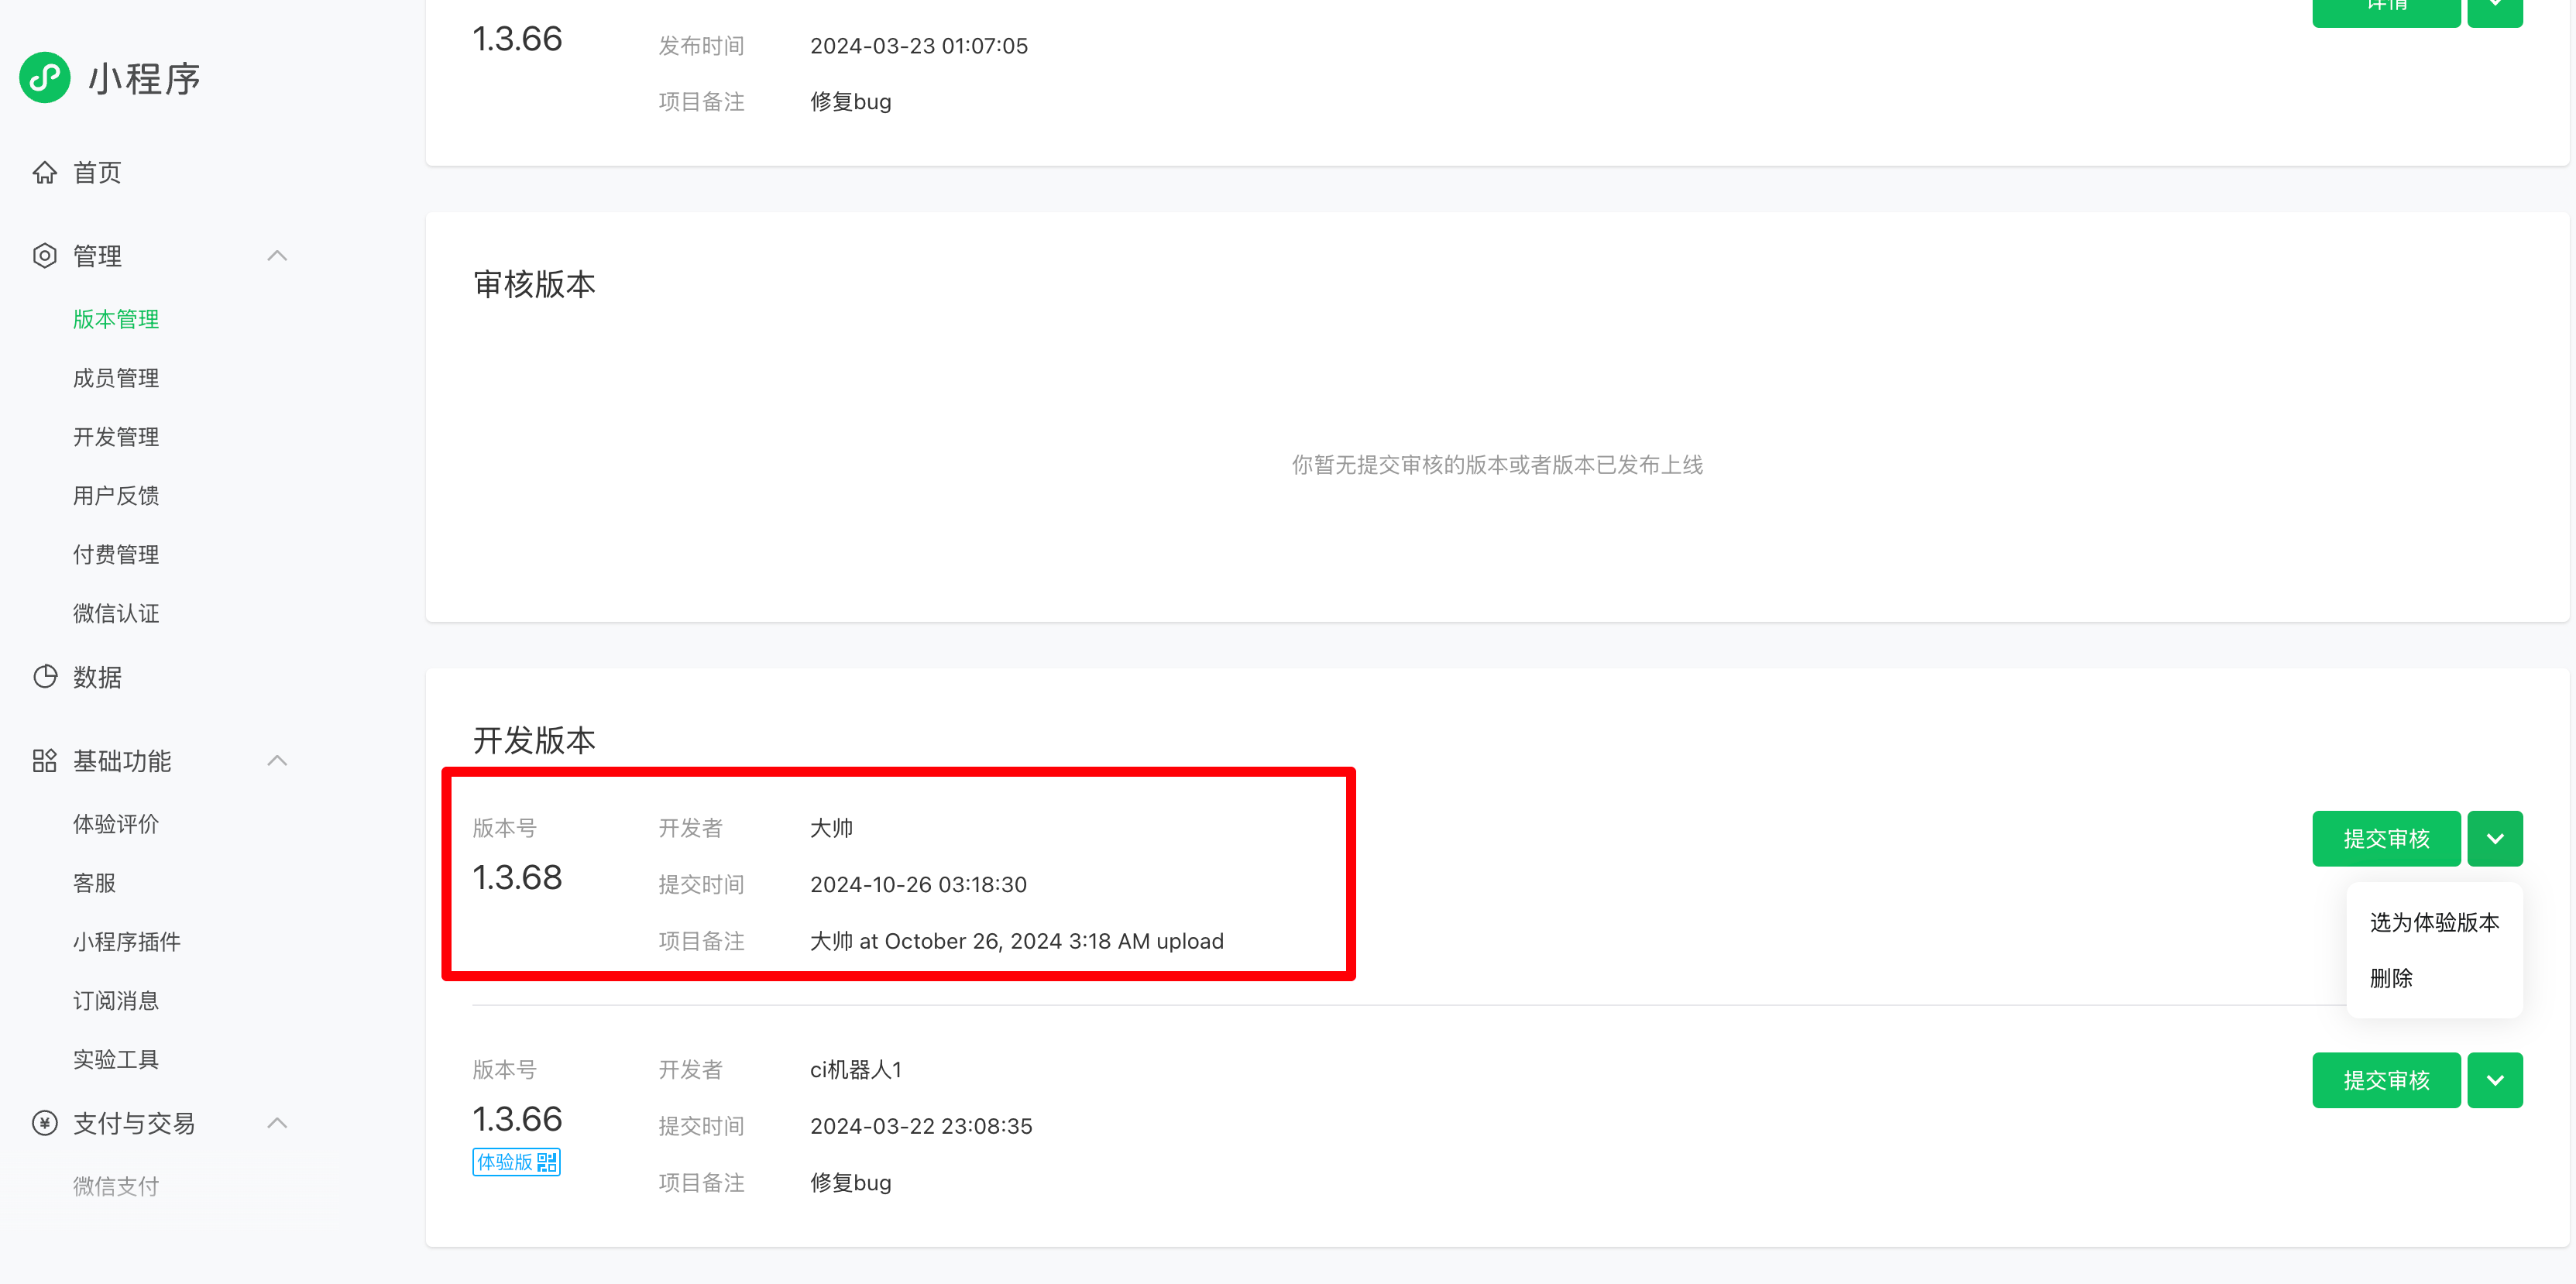 小程序
首页
管理
版本管理
成员管理
开发管理
用户反馈
付费管理
微信认证
数据
基础功能
体验评价
客服
小程序插件
订阅消息
实验工具
支付与交易
微信支付
详情
1.3.66
发布时间 2024-03-23 01:07:05
项目备注 修复bug
审核版本
你暂无提交审核的版本或者版本已发布上线
开发版本
版本号 开发者 大帅 提交审核
1.3.68 提交时间 2024-10-26 03:18:30
选为体验版本
项目备注 大帅 at October 26, 2024 3:18 AM upload
删除
版本号 开发者 ci机器人1 提交审核
1.3.66 提交时间 2024-03-22 23:08:35
体验版
项目备注 修复bug